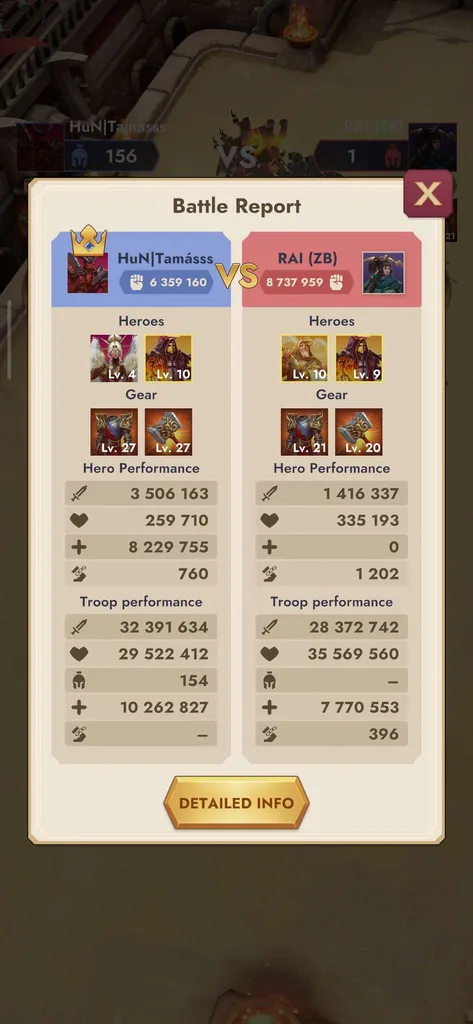 HuN|Tamásss
RAI (ZB)
156
VS
1
Battle Report
X
HuN|Tamásss
6 359 160
VS
RAI (ZB)
8 737 959
Heroes
Lv. 4
Lv. 10
Gear
Lv. 27
Lv. 27
Hero Performance
3 506 163
259 710
8 229 755
760
Troop performance
32 391 634
29 522 412
154
10 262 827
–
Heroes
Lv. 10
Lv. 9
Gear
Lv. 21
Lv. 20
Hero Performance
1 416 337
335 193
0
1 202
Troop performance
28 372 742
35 569 560
–
7 770 553
396
DETAILED INFO